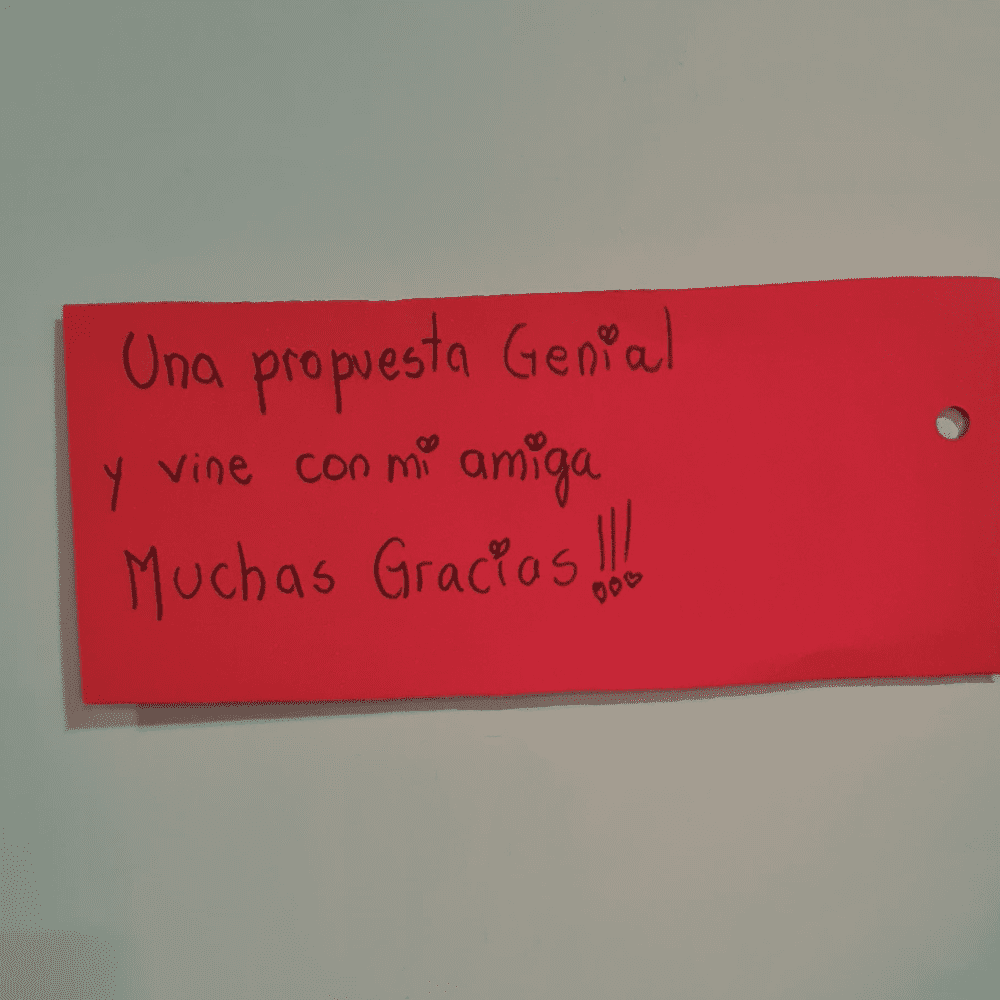 Una propuesta Genial
y vine con mi amiga
Muchas Gracias!!!